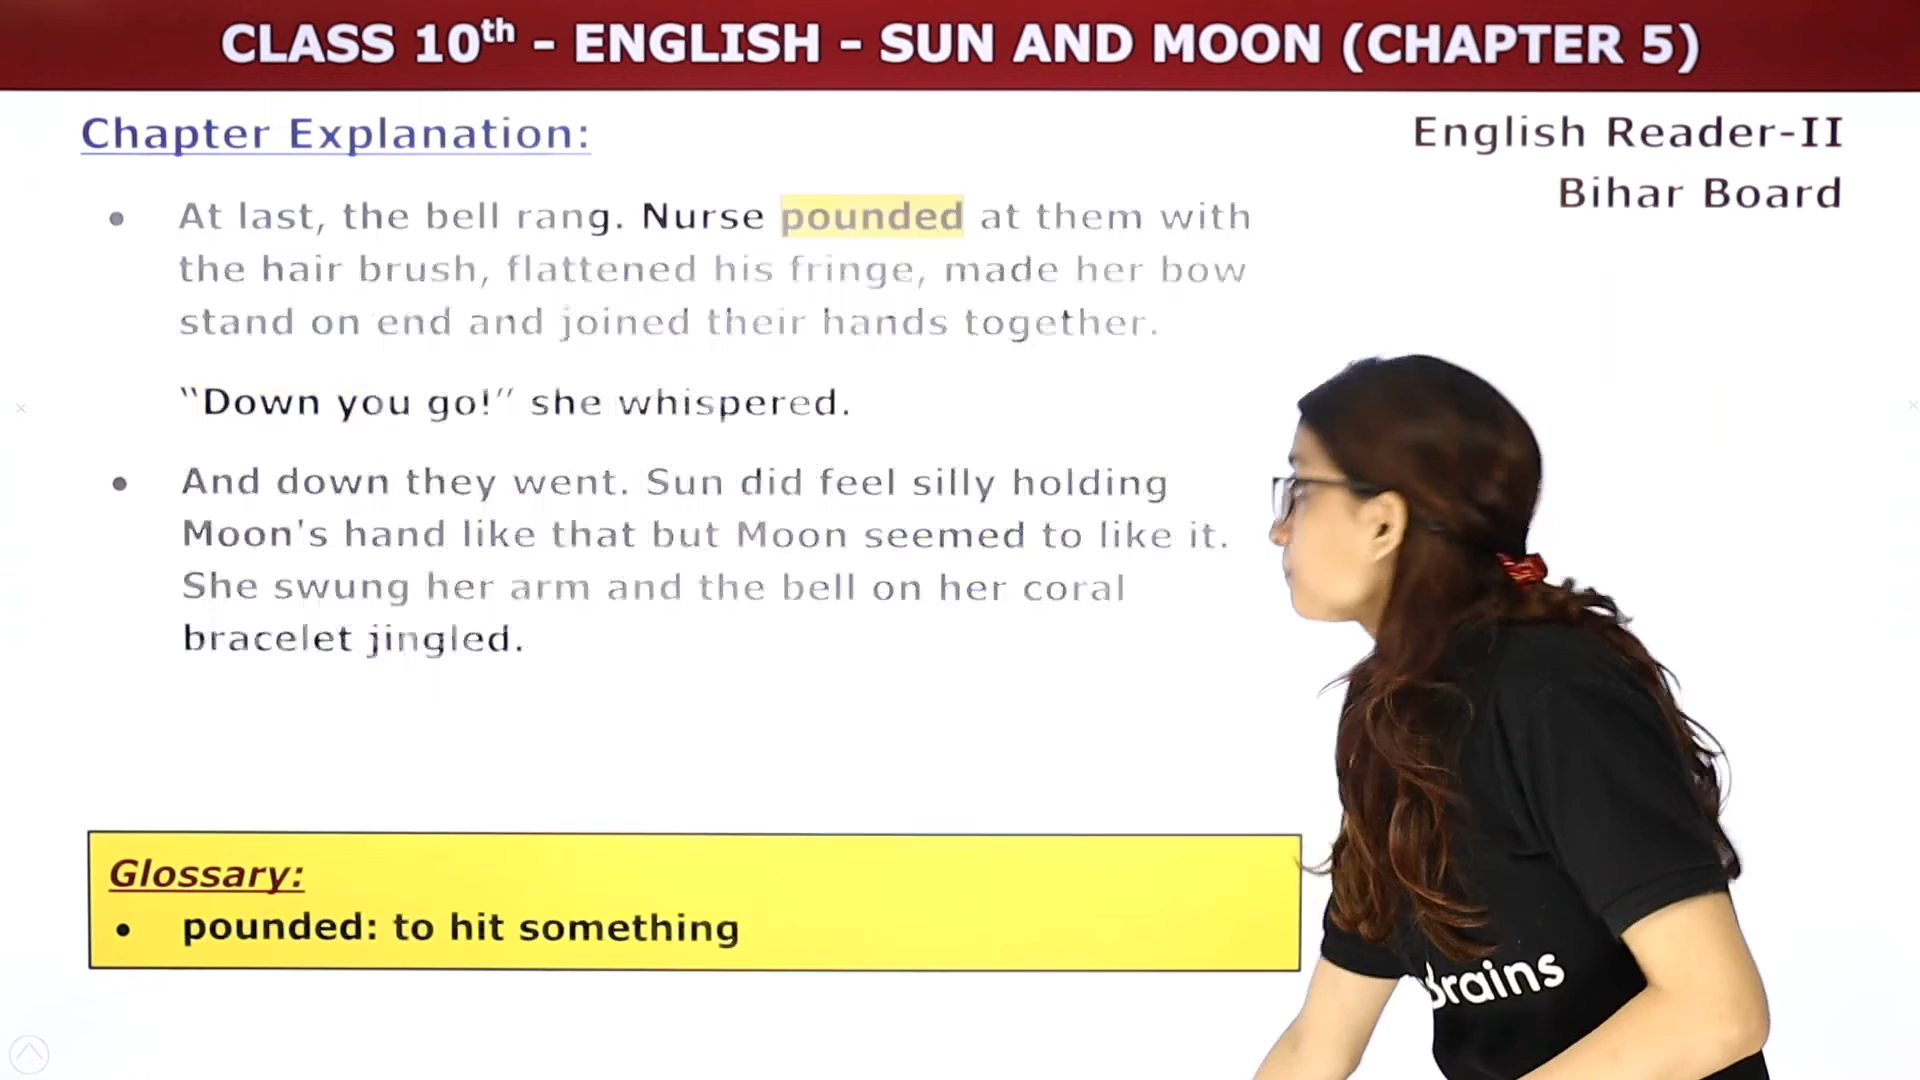 CLASS 10th - ENGLISH - SUN AND MOON (CHAPTER 5)
Chapter Explanation:
English Reader-II
Bihar Board
• At last, the bell rang. Nurse pounded at them with
the hair brush, flattened his fringe, made her bow
stand on end and joined their hands together.
“Down you go!” she whispered.
• And down they went. Sun did feel silly holding
Moon's hand like that but Moon seemed to like it.
She swung her arm and the bell on her coral
bracelet jingled.
Glossary:
• pounded: to hit something
Brains